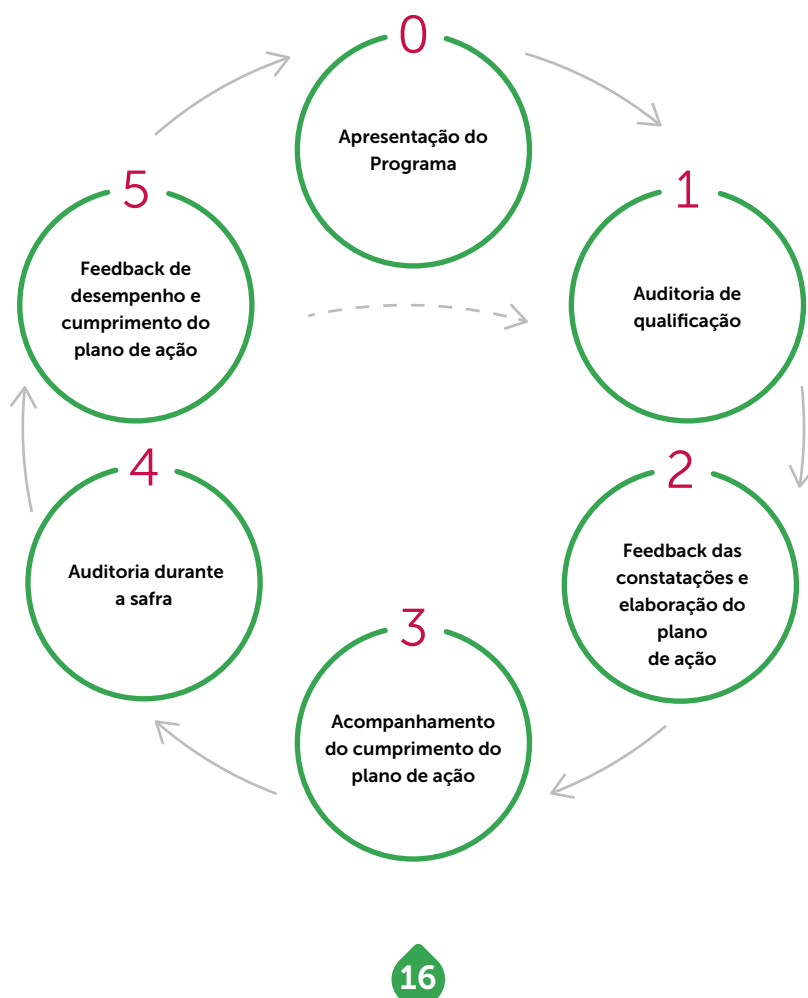 0
Apresentação do
Programa
1
Auditoria de
qualificação
2
Feedback das
constatações e
elaboração do
plano
de ação
3
Acompanhamento
do cumprimento do
plano de ação
4
Auditoria durante
a safra
5
Feedback de
desempenho e
cumprimento do
plano de ação
16